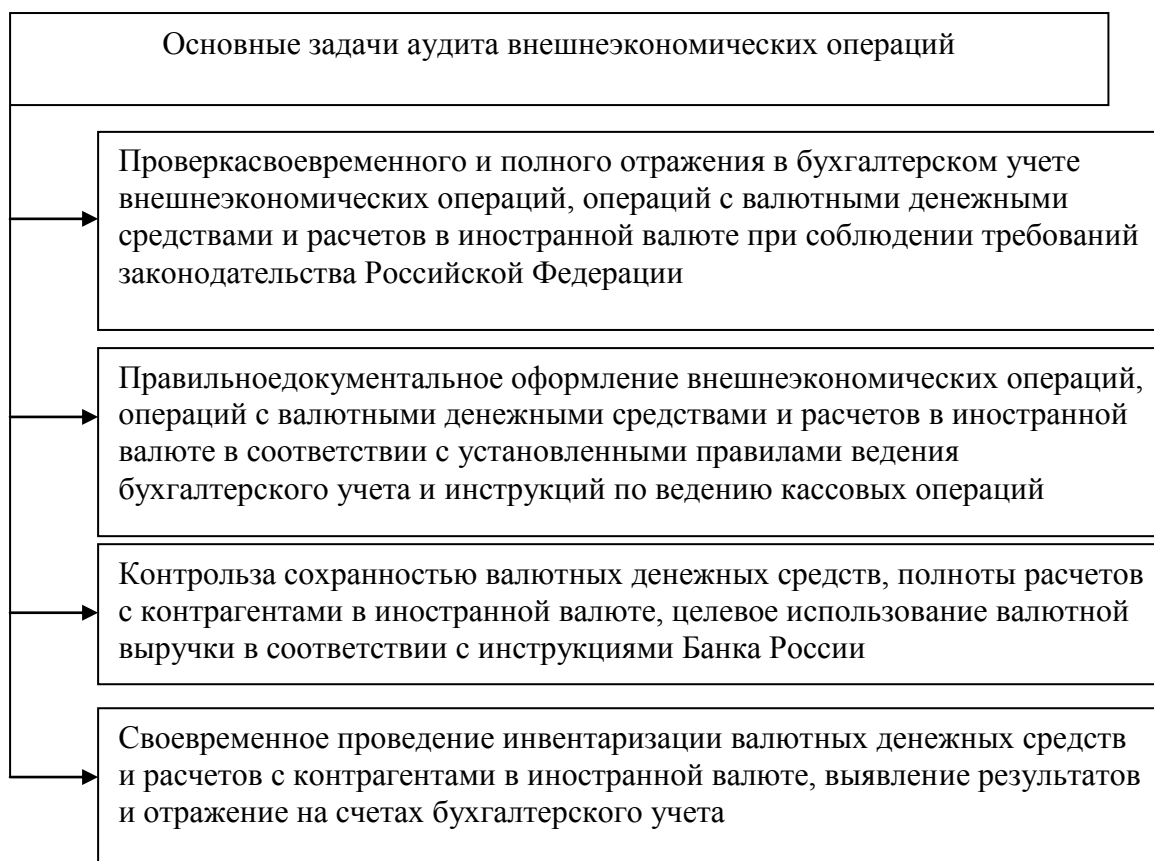 Основные задачи аудита внешнеэкономических операций
Проверкасвоевременного и полного отражения в бухгалтерском учете
внешнеэкономических операций, операций с валютными денежными
средствами и расчетов в иностранной валюте при соблюдении требований
законодательства Российской Федерации
Правильноедокументальное оформление внешнеэкономических операций,
операций с валютными денежными средствами и расчетов в иностранной
валюте в соответствии с установленными правилами ведения
бухгалтерского учета и инструкций по ведению кассовых операций
Контрольза сохранностью валютных денежных средств, полноты расчетов
с контрагентами в иностранной валюте, целевое использование валютной
выручки в соответствии с инструкциями Банка России
Своевременное проведение инвентаризации валютных денежных средств
и расчетов с контрагентами в иностранной валюте, выявление результатов
и отражение на счетах бухгалтерского учета